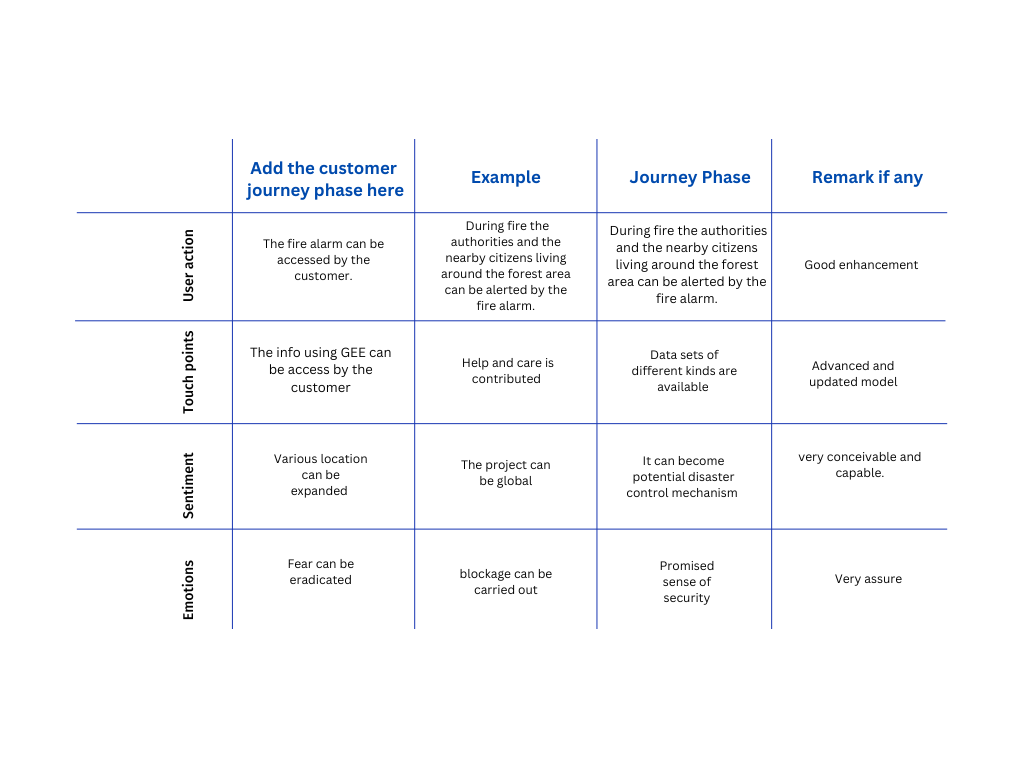 Add the customer
journey phase here
Example
Journey Phase
Remark if any
User action
The fire alarm can be
accessed by the
customer.
During fire the
authorities and the
nearby citizens living
around the forest area
can be alerted by the
fire alarm.
During fire the authorities
and the nearby citizens
living around the forest
area can be alerted by the
fire alarm.
Good enhancement
Touch points
The info using GEE can
be access by the
customer
Help and care is
contributed
Data sets of
different kinds are
available
Advanced and
updated model
Sentiment
Various location
can be
expanded
The project can
be global
It can become
potential disaster
control mechanism
very conceivable and
capable.
Emotions
Fear can be
eradicated
blockage can be
carried out
Promised
sense of
security
Very assure